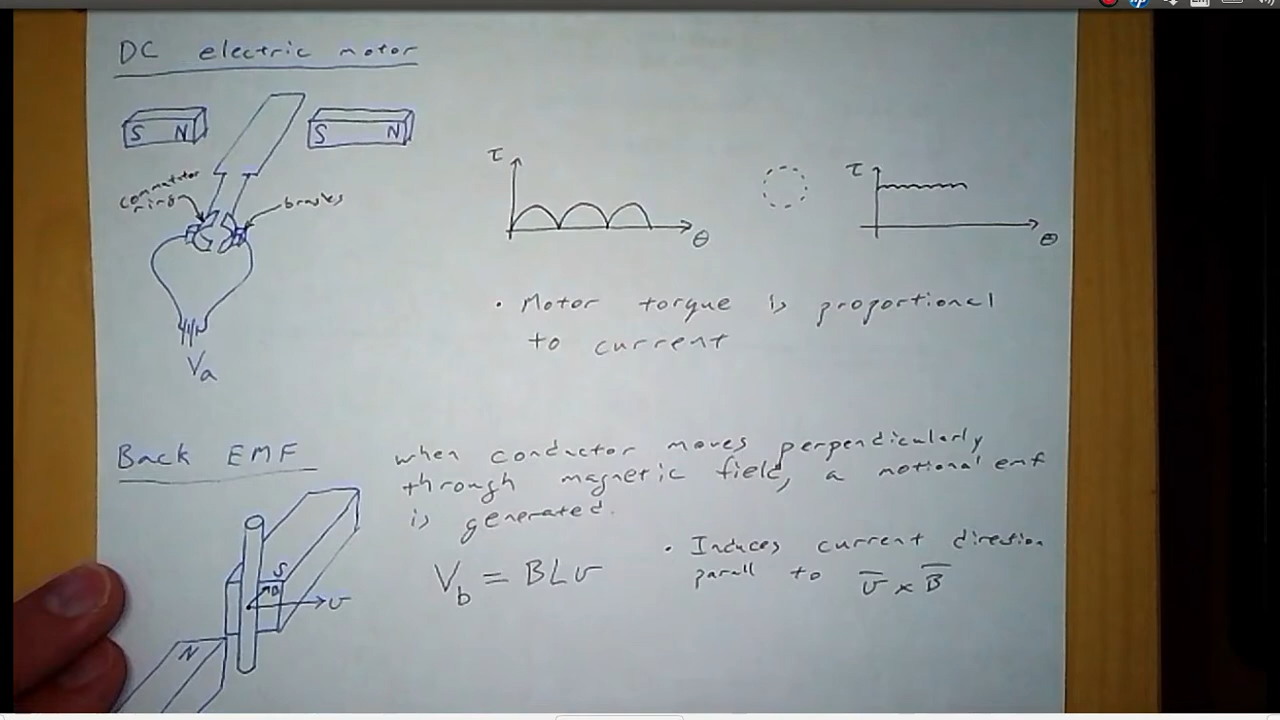 DC electric motor
S N
S N
commutator
ring
brushes
Va
τ
θ
τ
θ
• Motor torque is proportional
to current
Back EMF
when conductor moves perpendicularly
through magnetic field, a motional emf
is generated.
Vb = BLv
• Induces current direction
parall to v x B
S
B
v
N